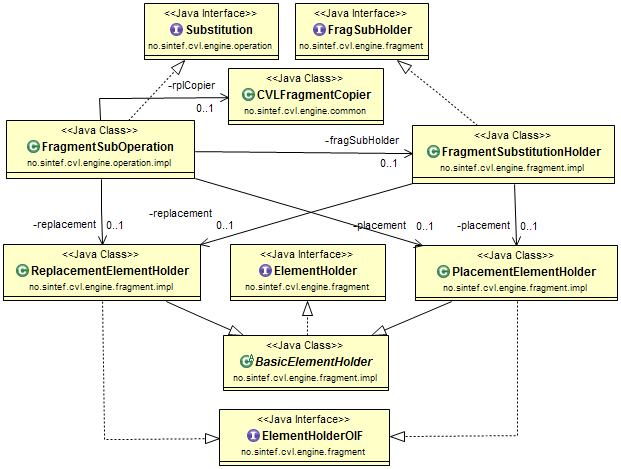 <<Java Interface>>
Substitution
no.sintef.cvl.engine.operation
<<Java Interface>>
FragSubHolder
no.sintef.cvl.engine.fragment
<<Java Class>>
CVLFragmentCopier
no.sintef.cvl.engine.common
-rplCopier
0..1
<<Java Class>>
FragmentSubOperation
no.sintef.cvl.engine.operation.impl
-fragSubHolder
0..1
<<Java Class>>
FragmentSubstitutionHolder
no.sintef.cvl.engine.fragment.impl
-replacement
0..1
-replacement
0..1
-placement
0..1
-placement
0..1
<<Java Class>>
ReplacementElementHolder
no.sintef.cvl.engine.fragment.impl
<<Java Interface>>
ElementHolder
no.sintef.cvl.engine.fragment
<<Java Class>>
PlacementElementHolder
no.sintef.cvl.engine.fragment.impl
<<Java Class>>
BasicElementHolder
no.sintef.cvl.engine.fragment.impl
<<Java Interface>>
ElementHolderOIF
no.sintef.cvl.engine.fragment